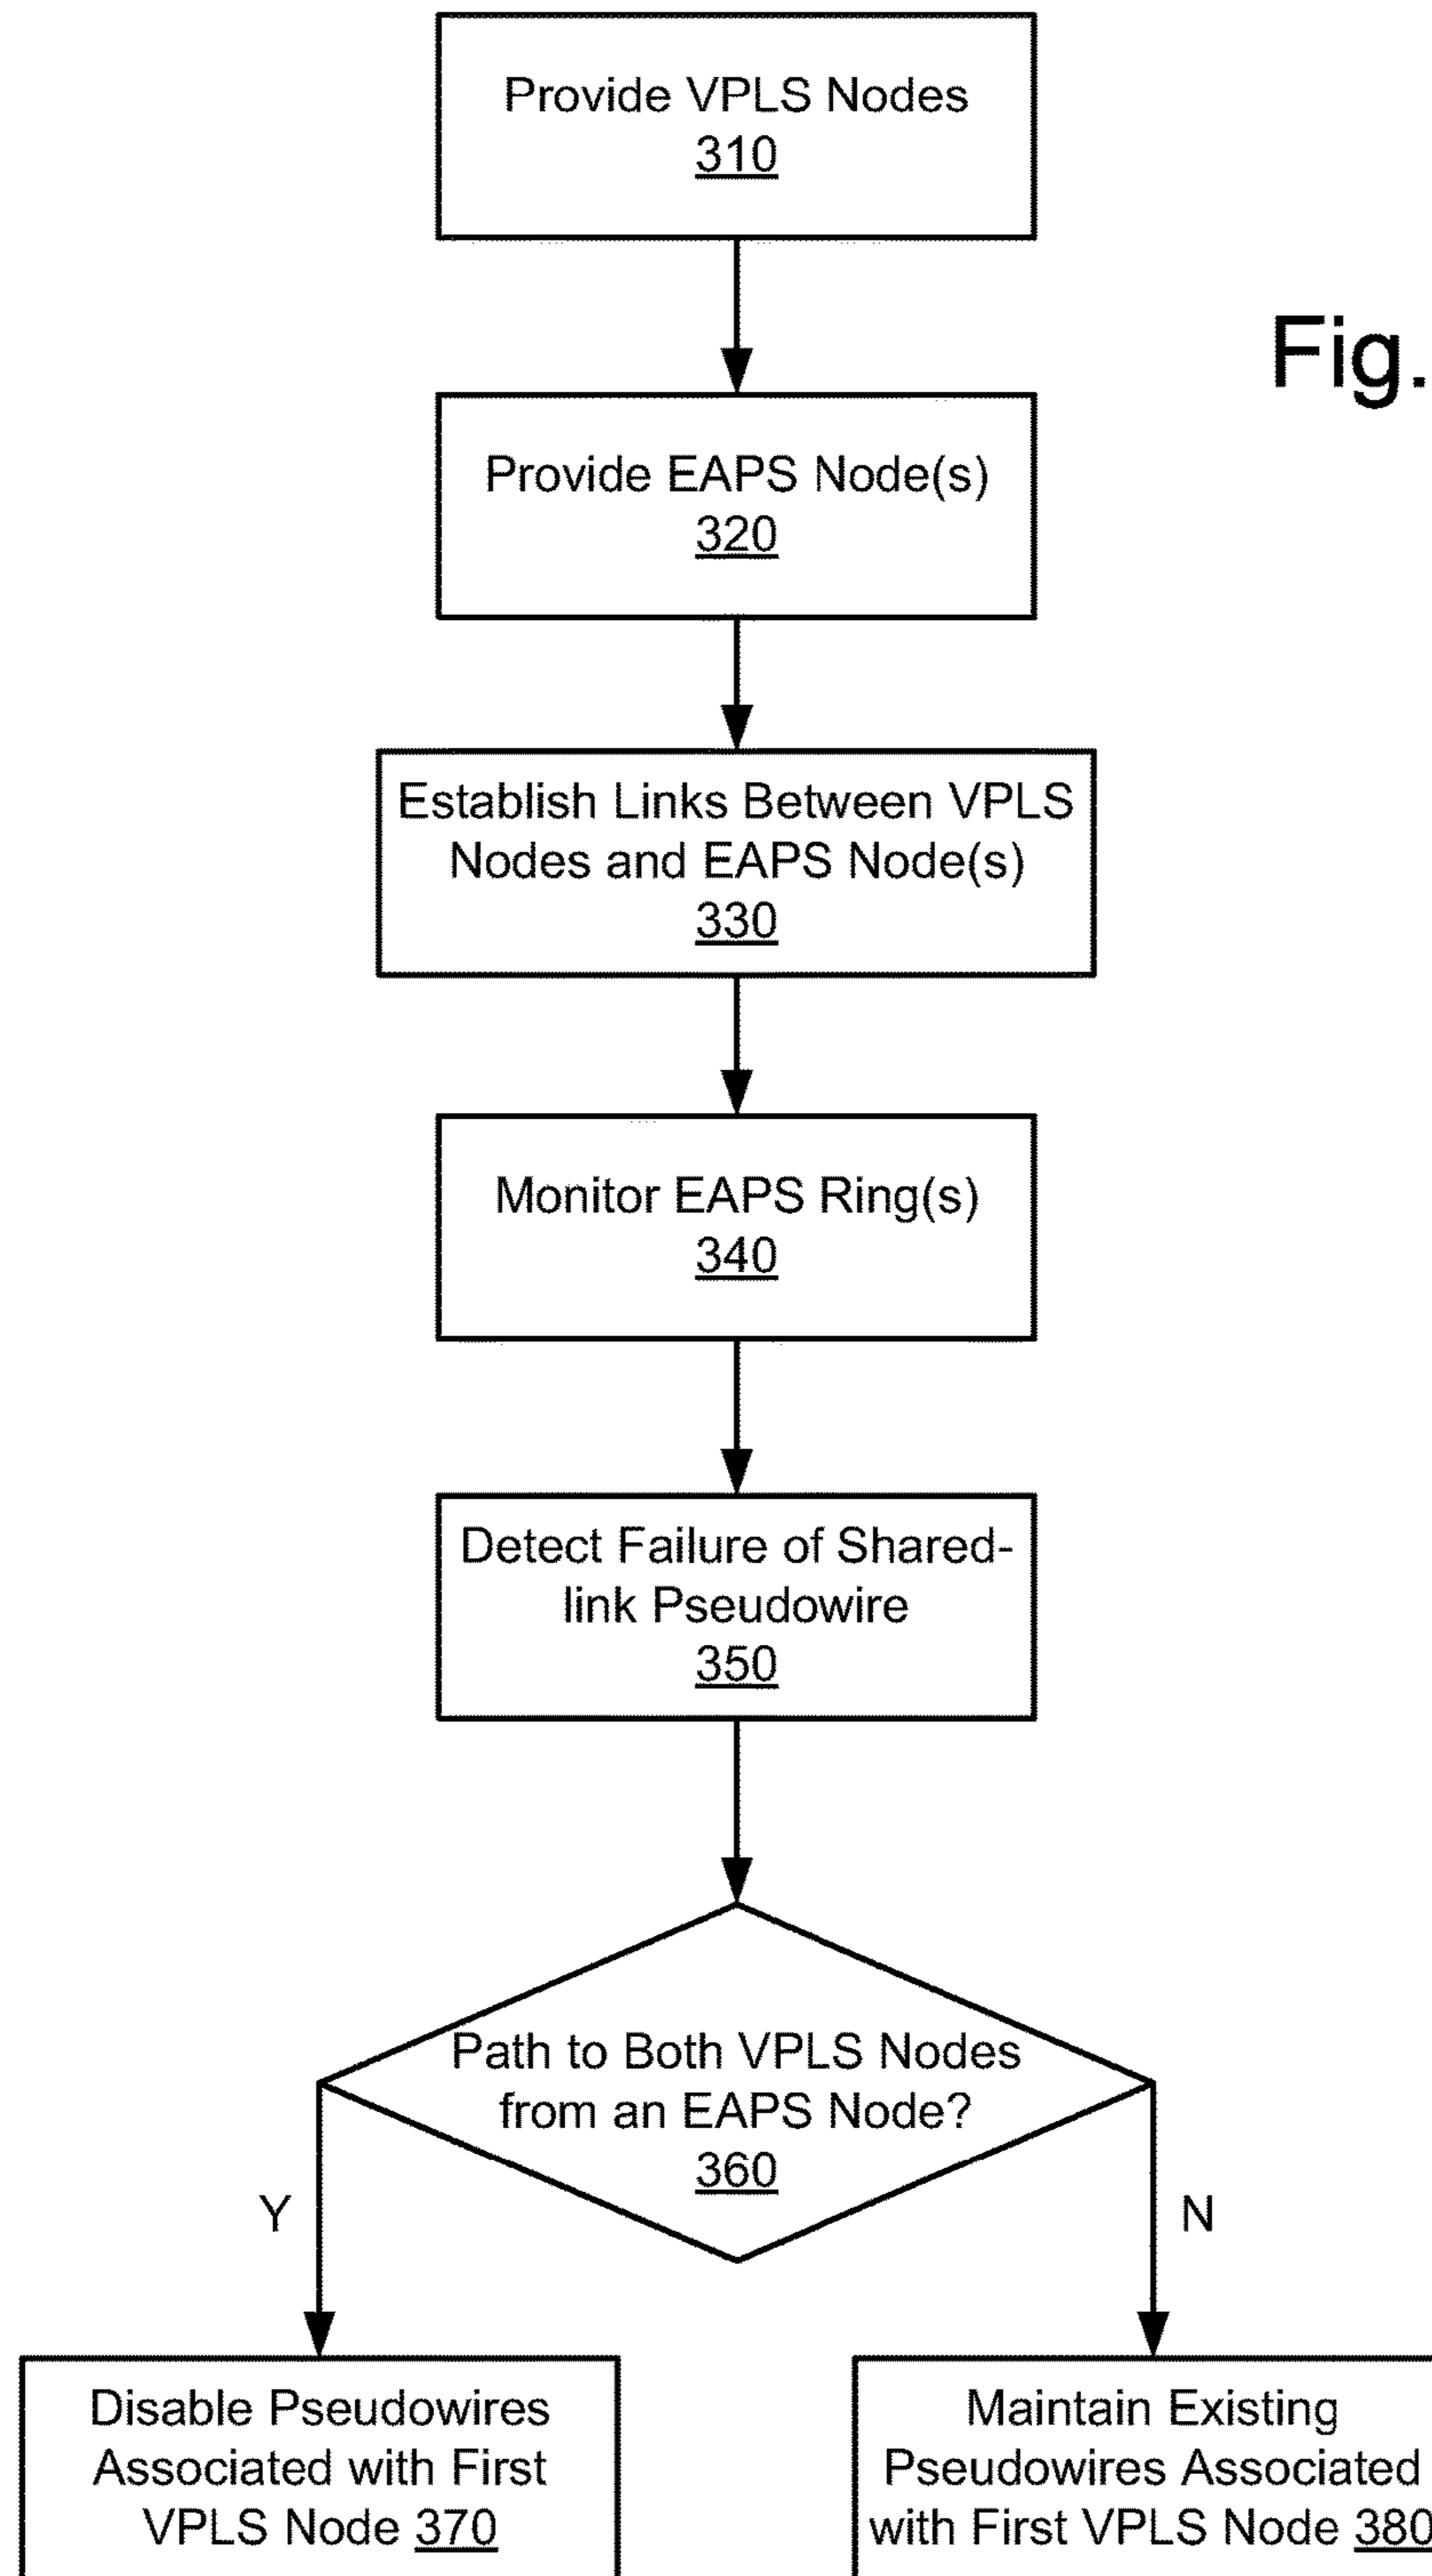 Provide VPLS Nodes
310
Fig.
Provide EAPS Node(s)
320
Establish Links Between VPLS
Nodes and EAPS Node(s)
330
Monitor EAPS Ring(s)
340
Detect Failure of Shared-
link Pseudowire
350
Path to Both VPLS Nodes
from an EAPS Node?
360
Y
N
Disable Pseudowires
Associated with First
VPLS Node 370
Maintain Existing
Pseudowires Associated
with First VPLS Node 380